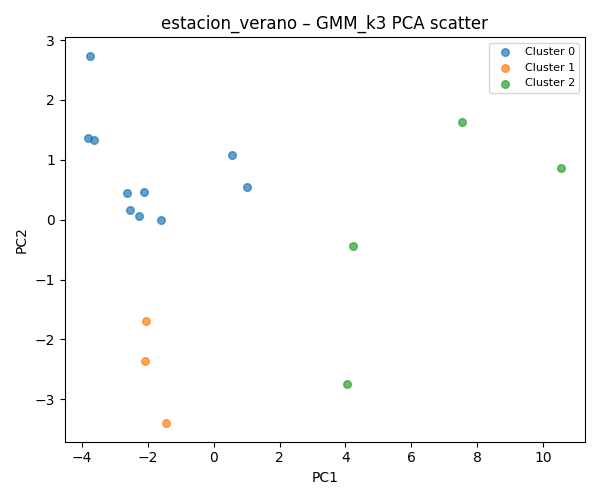 estacion_verano – GMM_k3 PCA scatter
Cluster 0
Cluster 1
Cluster 2
3
2
1
0
−1
−2
−3
PC2
−4
−2
0
2
4
6
8
10
PC1